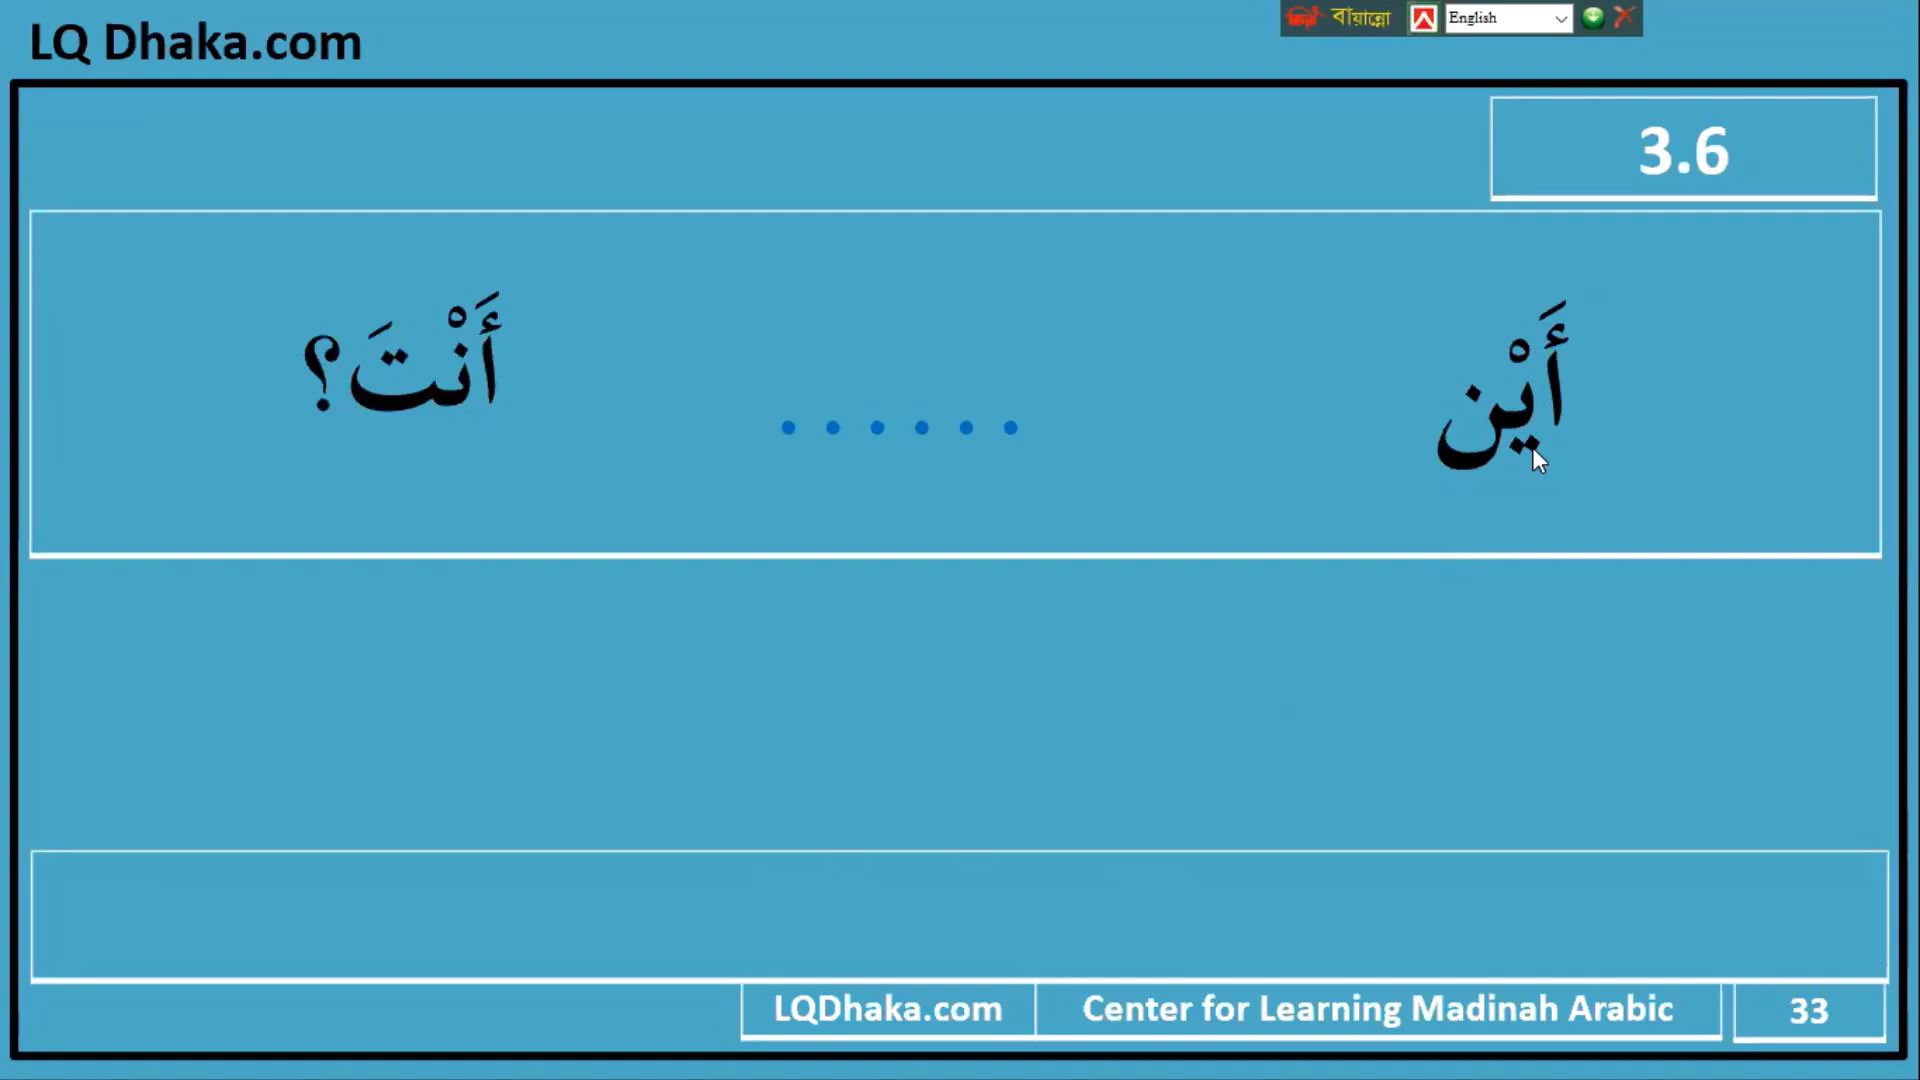 LQ Dhaka.com
বায়ান্নো English
3.6
أَيْن ...... أَنْتَ؟
LQDhaka.com Center for Learning Madinah Arabic 33